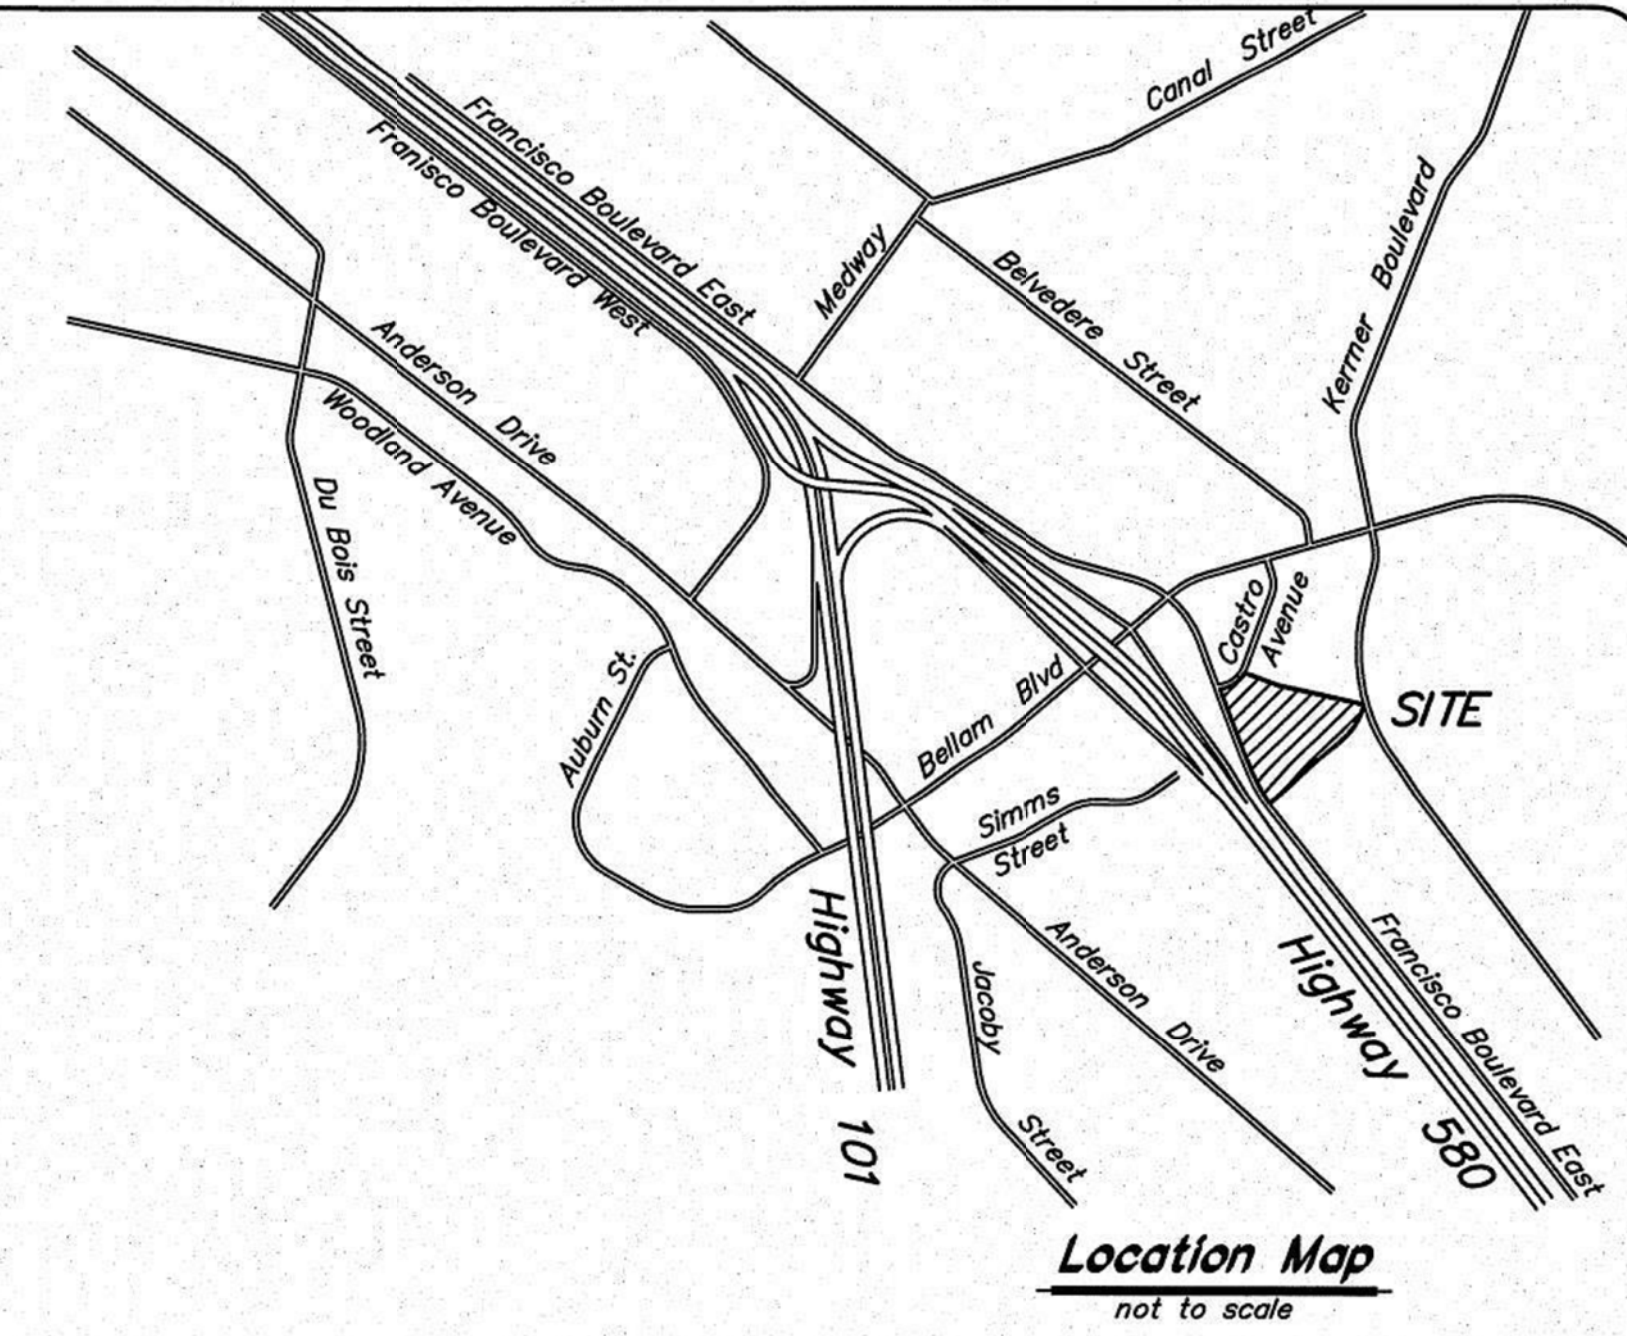 Canal Street
Francisco Boulevard East
Franisco Boulevard West
Medway
Belvedere Street
Kerner Boulevard
Anderson Drive
Woodland Avenue
Du Bois Street
Castro
Avenue
Auburn St.
Bellam Blvd
SITE
Simms
Street
Highway 101
Jacoby Street
Anderson Drive
Highway 580
Francisco Boulevard East
Location Map
not to scale